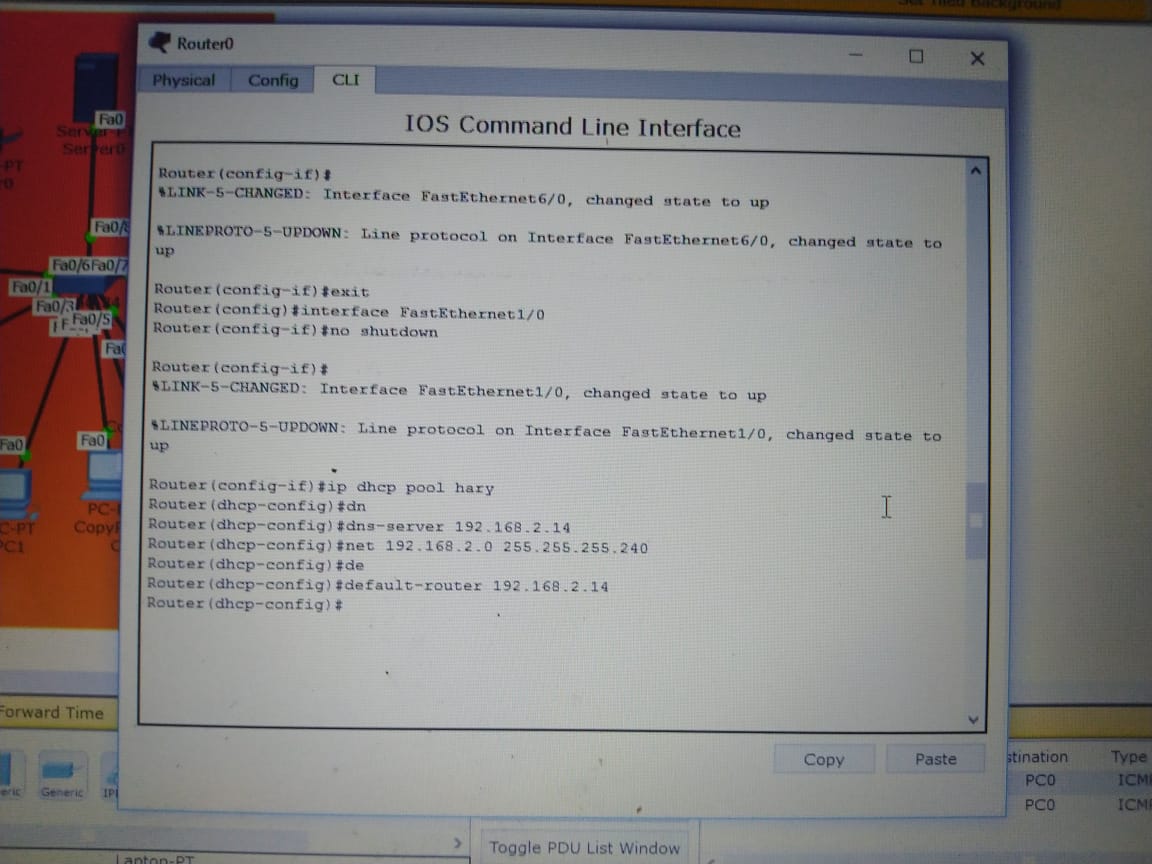 Set Tiled Background
Router0
Physical Config CLI
IOS Command Line Interface
Router(config-if)#
%LINK-5-CHANGED: Interface FastEthernet6/0, changed state to up
%LINEPROTO-5-UPDOWN: Line protocol on Interface FastEthernet6/0, changed state to
up
Router(config-if)#exit
Router(config)#interface FastEthernet1/0
Router(config-if)#no shutdown
Router(config-if)#
%LINK-5-CHANGED: Interface FastEthernet1/0, changed state to up
%LINEPROTO-5-UPDOWN: Line protocol on Interface FastEthernet1/0, changed state to
up
Router(config-if)#ip dhcp pool hary
Router(dhcp-config)#dn
Router(dhcp-config)#dns-server 192.168.2.14
Router(dhcp-config)#net 192.168.2.0 255.255.255.240
Router(dhcp-config)#de
Router(dhcp-config)#default-router 192.168.2.14
Router(dhcp-config)#
Copy Paste
Fa0
Server-PT
Server0
Fa0/8
Fa0/6 Fa0/7
Fa0/1
Fa0/3
Fa0/5
Fa0 Fa0
C-PT
PC1
Forward Time
Generic
stination Type
PC0 ICM
PC0 ICM
Toggle PDU List Window
Laptop-PT